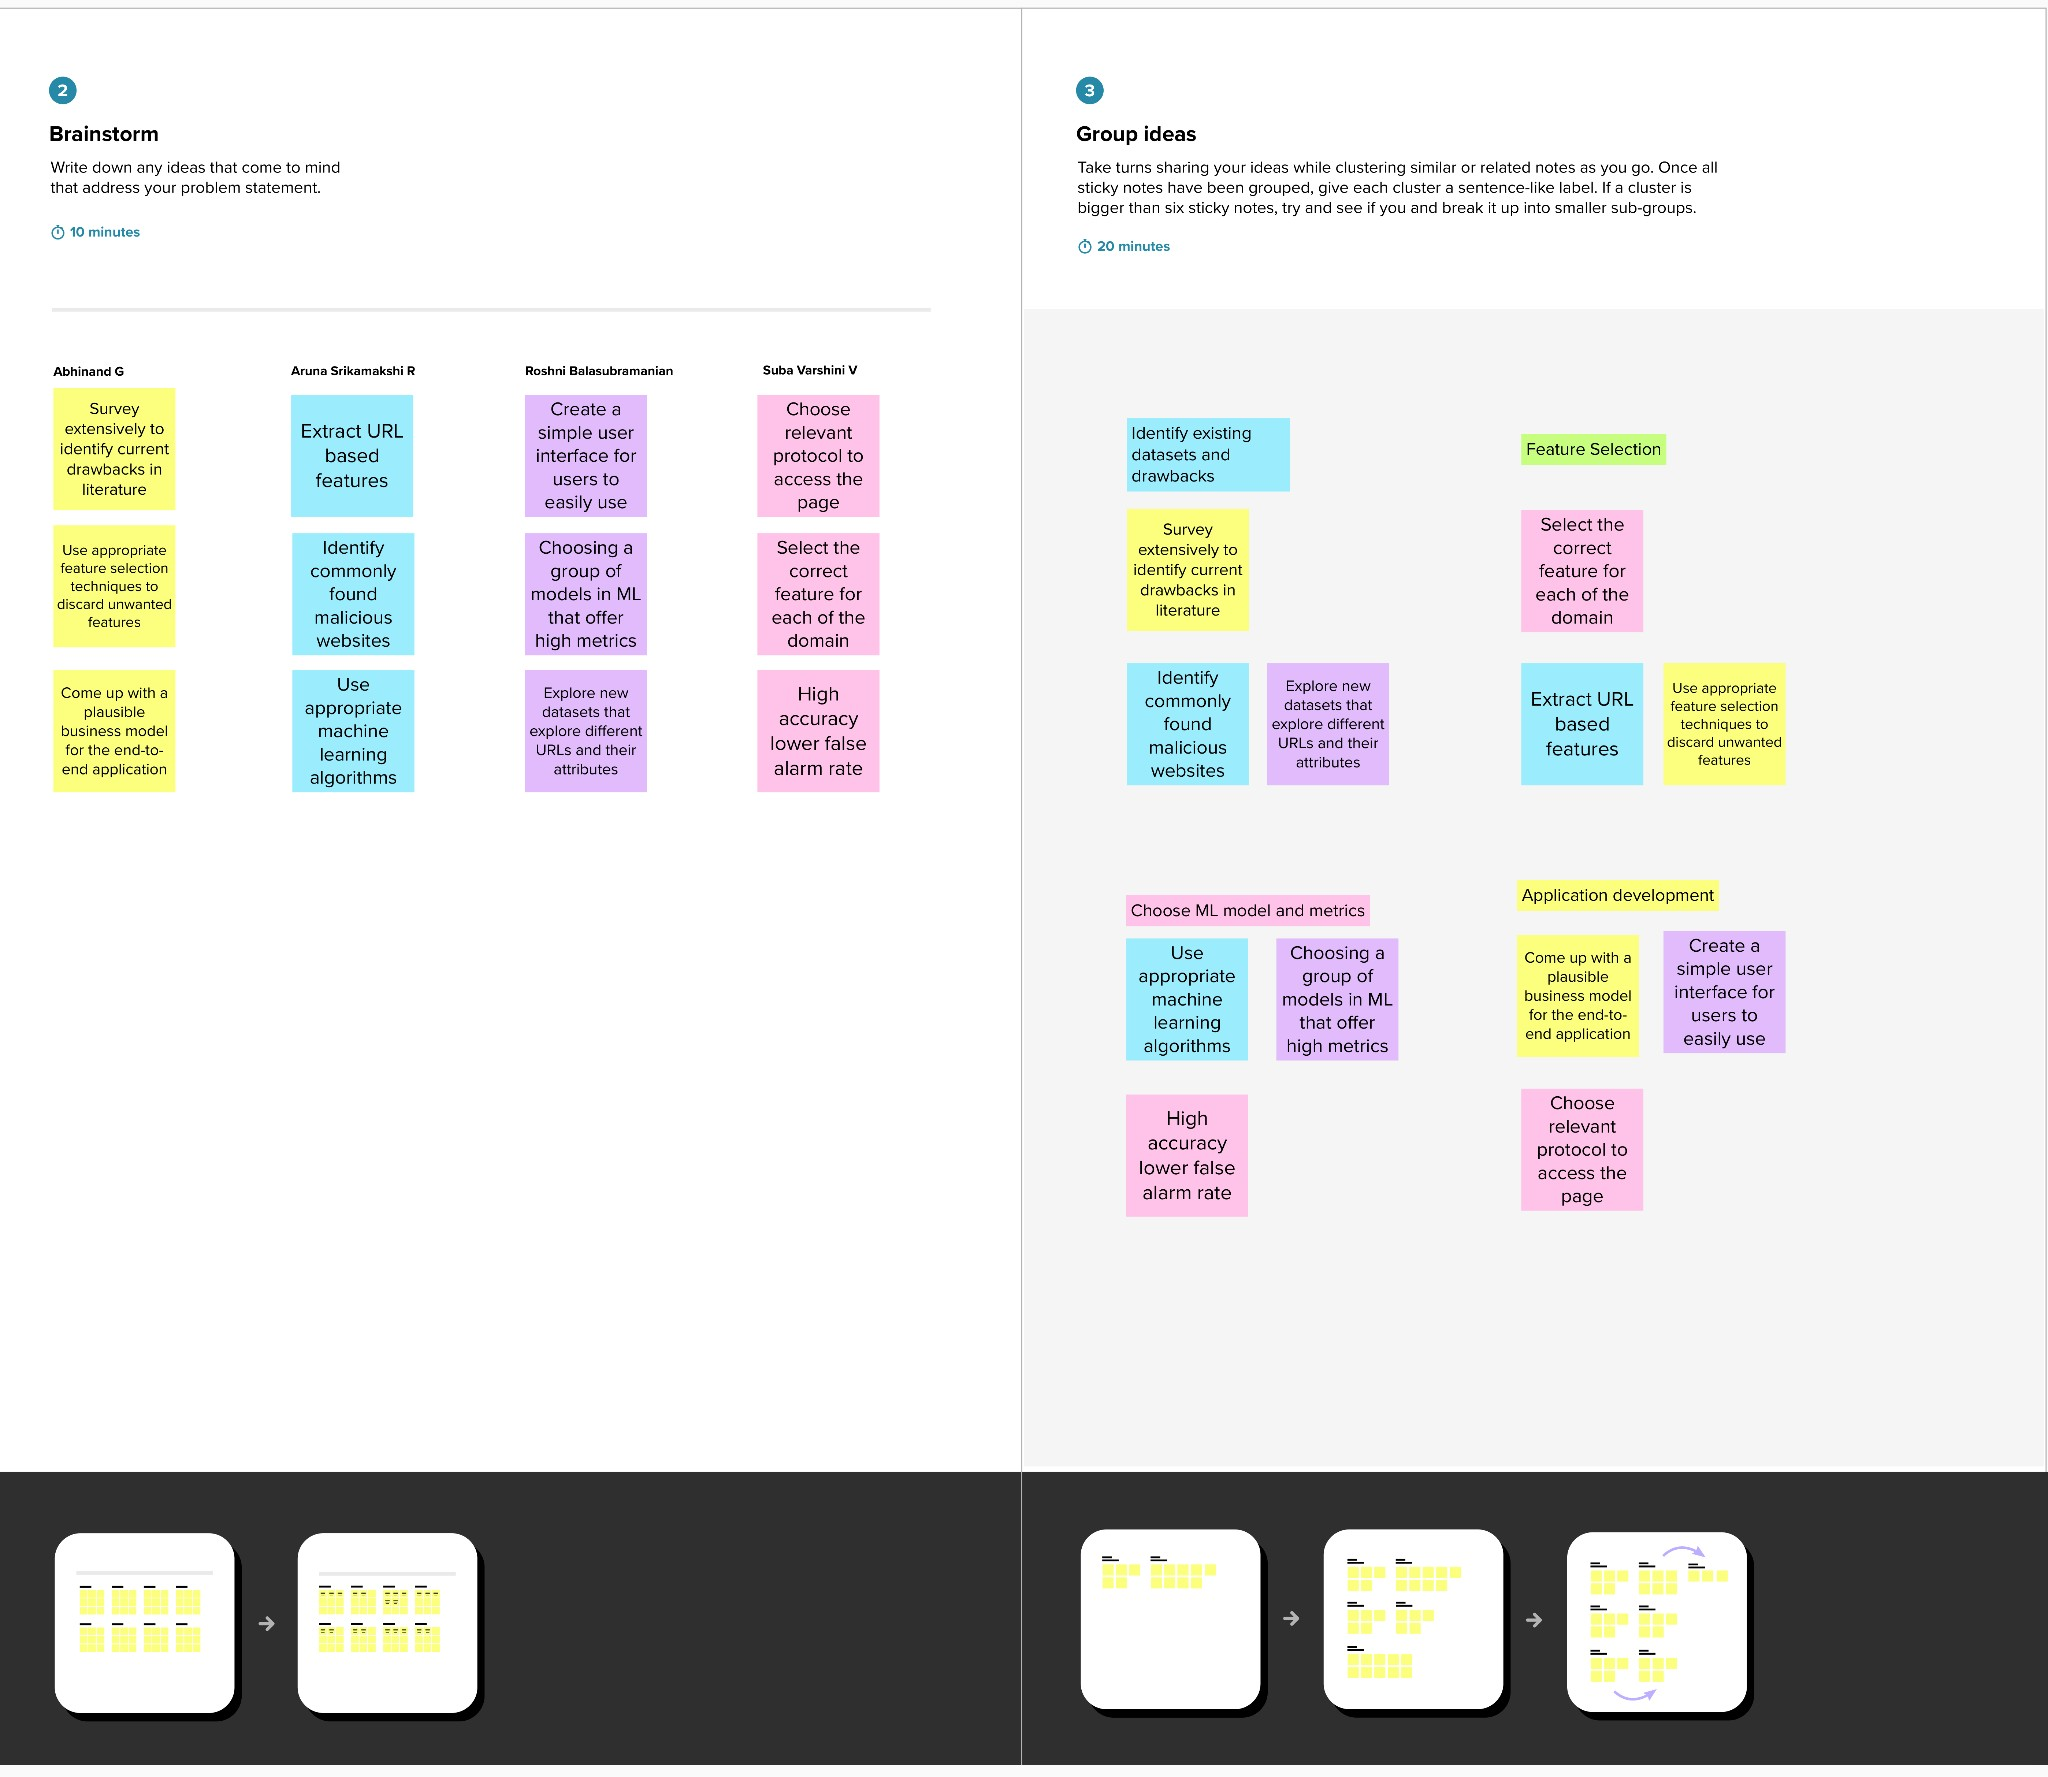 2
Brainstorm
Write down any ideas that come to mind
that address your problem statement.
10 minutes
Abhinand G
Survey
extensively to
identify current
drawbacks in
literature
Use appropriate
feature selection
techniques to
discard unwanted
features
Come up with a
plausible
business model
for the end-to-
end application
Aruna Srikamakshi R
Extract URL
based
features
Identify
commonly
found
malicious
websites
Use
appropriate
machine
learning
algorithms
Roshni Balasubramanian
Create a
simple user
interface for
users to
easily use
Choosing a
group of
models in ML
that offer
high metrics
Explore new
datasets that
explore different
URLs and their
attributes
Suba Varshini V
Choose
relevant
protocol to
access the
page
Select the
correct
feature for
each of the
domain
High
accuracy
lower false
alarm rate
3
Group ideas
Take turns sharing your ideas while clustering similar or related notes as you go. Once all
sticky notes have been grouped, give each cluster a sentence-like label. If a cluster is
bigger than six sticky notes, try and see if you and break it up into smaller sub-groups.
20 minutes
Identify existing
datasets and
drawbacks
Survey
extensively to
identify current
drawbacks in
literature
Identify
commonly
found
malicious
websites
Explore new
datasets that
explore different
URLs and their
attributes
Feature Selection
Select the
correct
feature for
each of the
domain
Extract URL
based
features
Use appropriate
feature selection
techniques to
discard unwanted
features
Choose ML model and metrics
Use
appropriate
machine
learning
algorithms
Choosing a
group of
models in ML
that offer
high metrics
High
accuracy
lower false
alarm rate
Application development
Come up with a
plausible
business model
for the end-to-
end application
Create a
simple user
interface for
users to
easily use
Choose
relevant
protocol to
access the
page